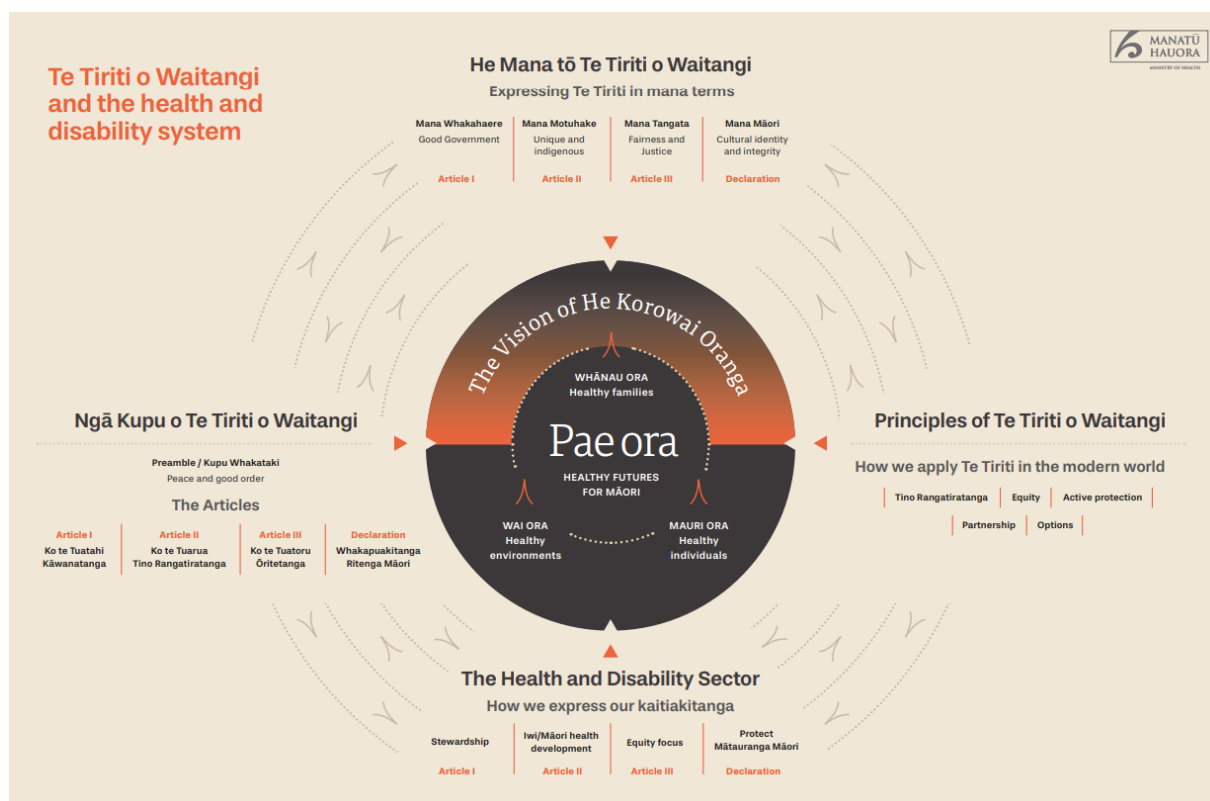 Te Tiriti o Waitangi
and the health and
disability system
MANATŪ
HAUORA
MINISTRY OF HEALTH
He Mana tō Te Tiriti o Waitangi
Expressing Te Tiriti in mana terms
Mana Whakahaere
Good Government
Article I
Mana Motuhake
Unique and
indigenous
Article II
Mana Tangata
Fairness and
Justice
Article III
Mana Māori
Cultural identity
and integrity
Declaration
The Vision of He Korowai Oranga
WHĀNAU ORA
Healthy families
Pae ora
HEALTHY FUTURES
FOR MĀORI
WAI ORA
Healthy
environments
MAURI ORA
Healthy
individuals
Ngā Kupu o Te Tiriti o Waitangi
Preamble / Kupu Whakataki
Peace and good order
The Articles
Article I
Ko te Tuatahi
Kāwanatanga
Article II
Ko te Tuarua
Tino Rangatiratanga
Article III
Ko te Tuatoru
Ōritetanga
Declaration
Whakapuakitanga
Ritenga Māori
Principles of Te Tiriti o Waitangi
How we apply Te Tiriti in the modern world
Tino Rangatiratanga
Equity
Active protection
Partnership
Options
The Health and Disability Sector
How we express our kaitiakitanga
Stewardship
Article I
Iwi/Māori health
development
Article II
Equity focus
Article III
Protect
Mātauranga Māori
Declaration